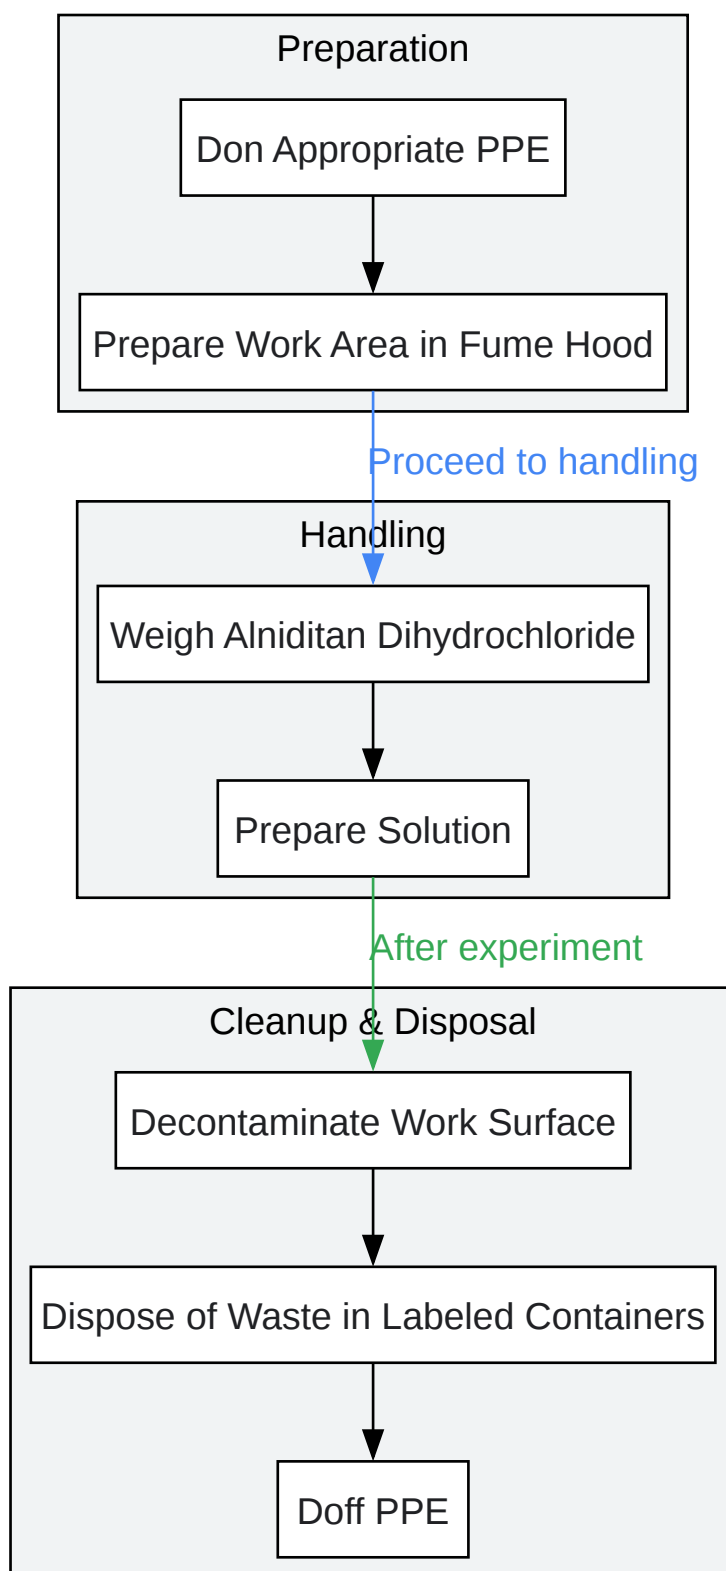 Preparation
Don Appropriate PPE
Prepare Work Area in Fume Hood
Proceed to handling
Handling
Weigh Alniditan Dihydrochloride
Prepare Solution
After experiment
Cleanup & Disposal
Decontaminate Work Surface
Dispose of Waste in Labeled Containers
Doff PPE